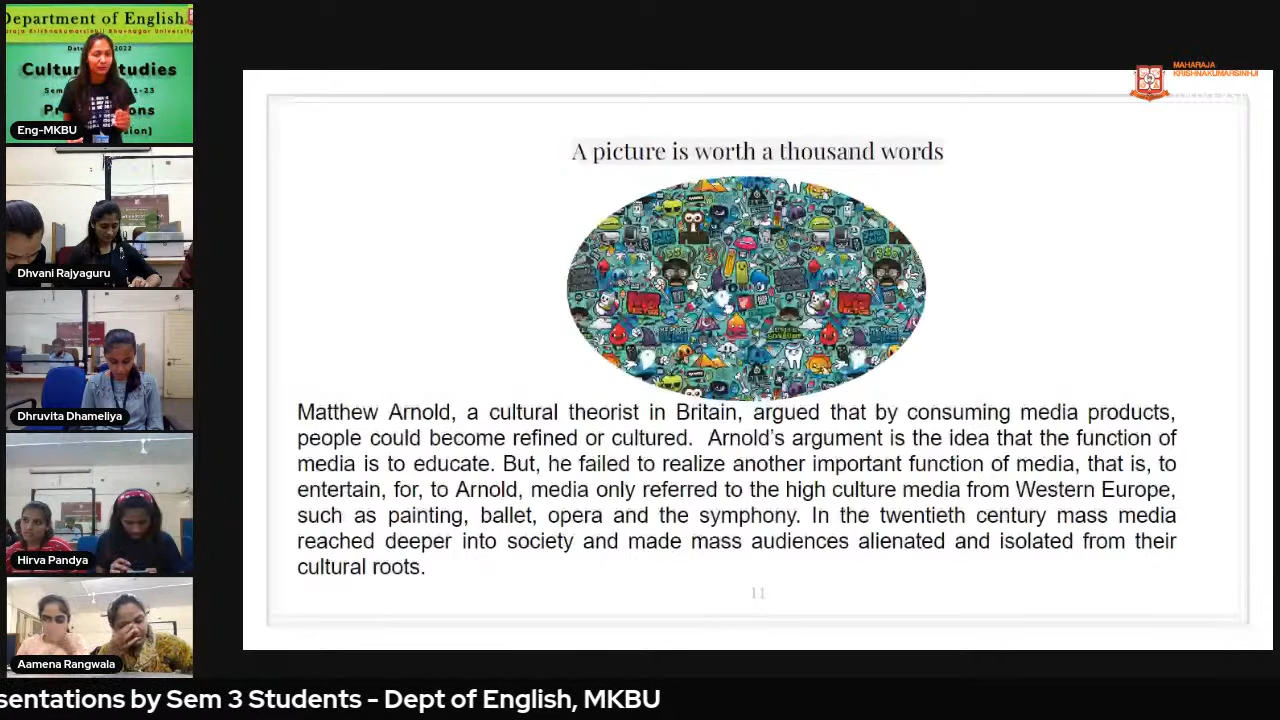 Department of English
Maharaja Krishnakumarsinhji
Eng-MKBU
Dhvani Rajyaguru
Dhruvita Dhameliya
Hirva Pandya
Aamena Rangwala
MAHARAJA
KRISHNAKUMARSINHJI
A picture is worth a thousand words
Matthew Arnold, a cultural theorist in Britain, argued that by consuming media products,
people could become refined or cultured. Arnold's argument is the idea that the function of
media is to educate. But, he failed to realize another important function of media, that is, to
entertain, for, to Arnold, media only referred to the high culture media from Western Europe,
such as painting, ballet, opera and the symphony. In the twentieth century mass media
reached deeper into society and made mass audiences alienated and isolated from their
cultural roots.
11
sentations by Sem 3 Students - Dept of English, MKBU